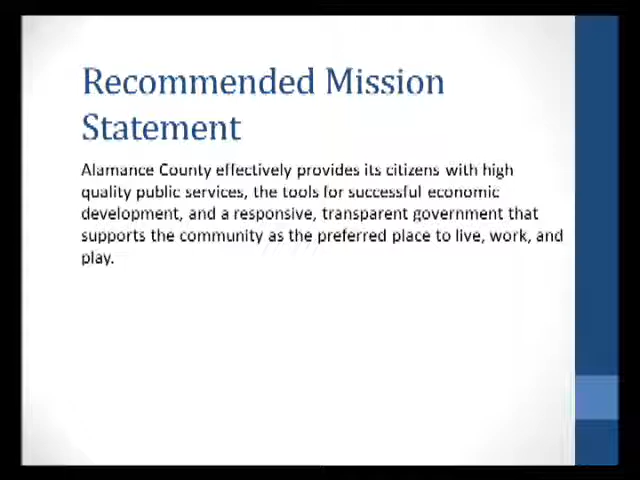 Recommended Mission
Statement
Alamance County effectively provides its citizens with high
quality public services, the tools for successful economic
development, and a responsive, transparent government that
supports the community as the preferred place to live, work, and
play.